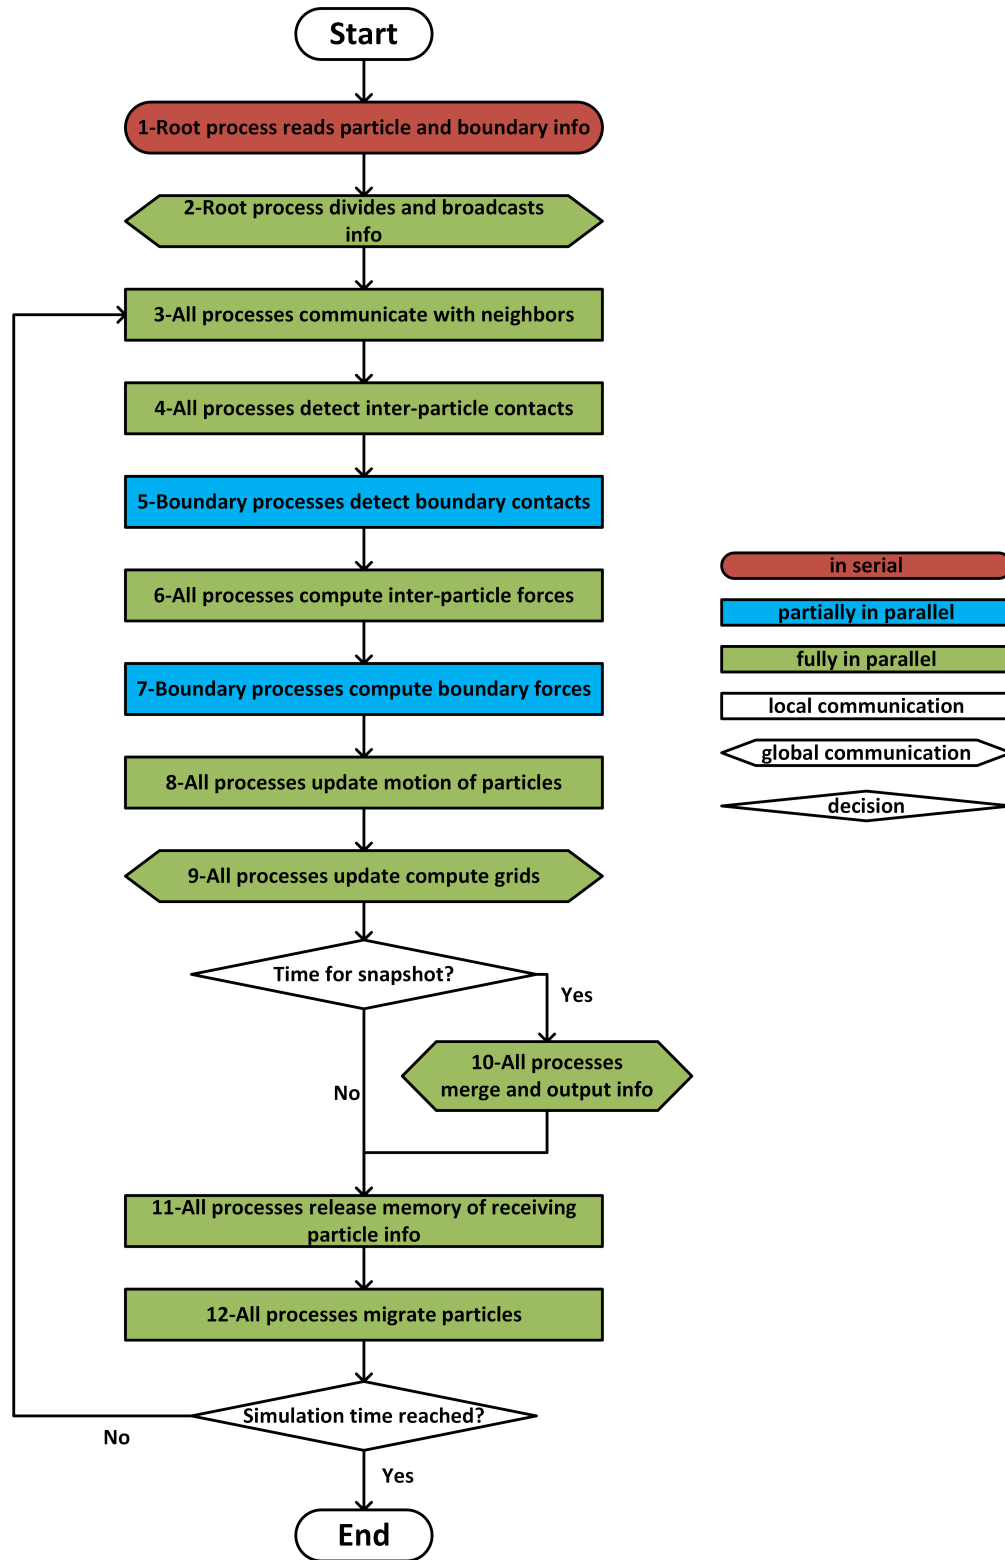 Start
1-Root process reads particle and boundary info
2-Root process divides and broadcasts
info
3-All processes communicate with neighbors
4-All processes detect inter-particle contacts
5-Boundary processes detect boundary contacts
6-All processes compute inter-particle forces
7-Boundary processes compute boundary forces
8-All processes update motion of particles
9-All processes update compute grids
Time for snapshot?
Yes
10-All processes
merge and output info
No
11-All processes release memory of receiving
particle info
12-All processes migrate particles
Simulation time reached?
No
Yes
End
in serial
partially in parallel
fully in parallel
local communication
global communication
decision